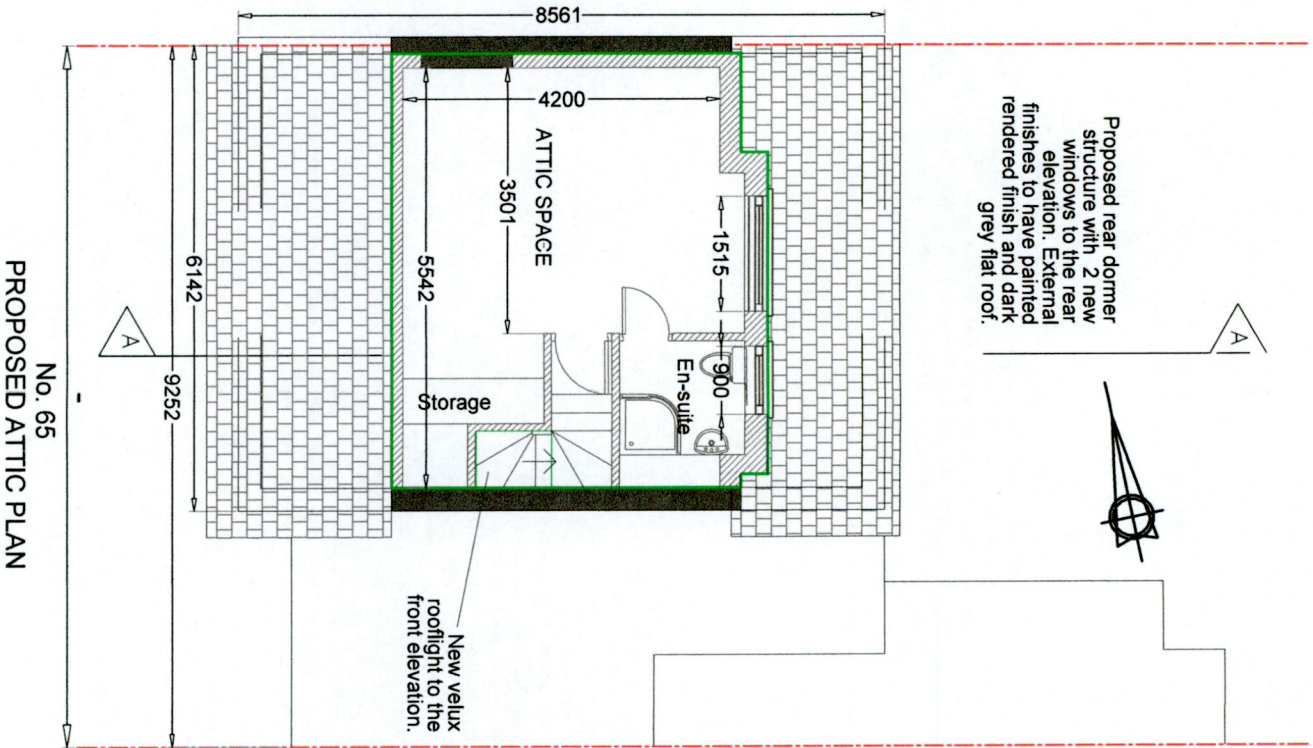 Proposed rear dormer
structure with 2 new
windows to the rear
elevation. External
finishes to have painted
rendered finish and dark
grey flat roof.
A
8561
4200
ATTIC SPACE
3501
1515
5542
900
En-suite
Storage
6142
9252
A
New velux
rooflight to the
front elevation.
No. 65
PROPOSED ATTIC PLAN